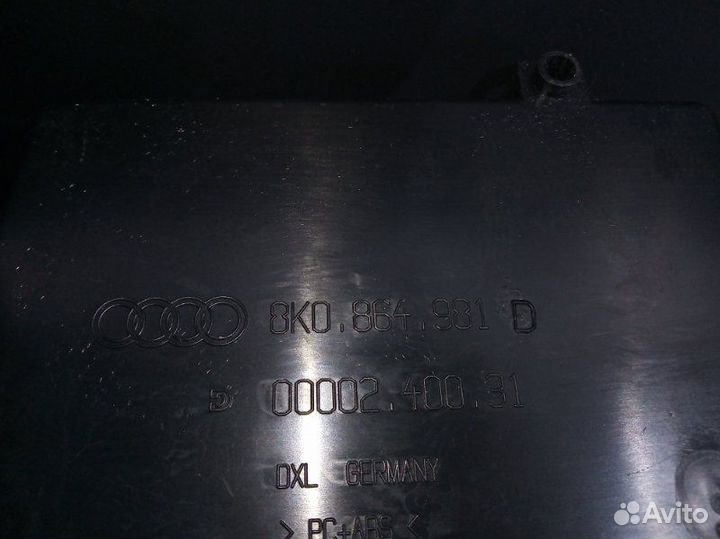 8K0.864.981 D
D 00002.400.31
DXL GERMANY
> PC+ABS <
Avito